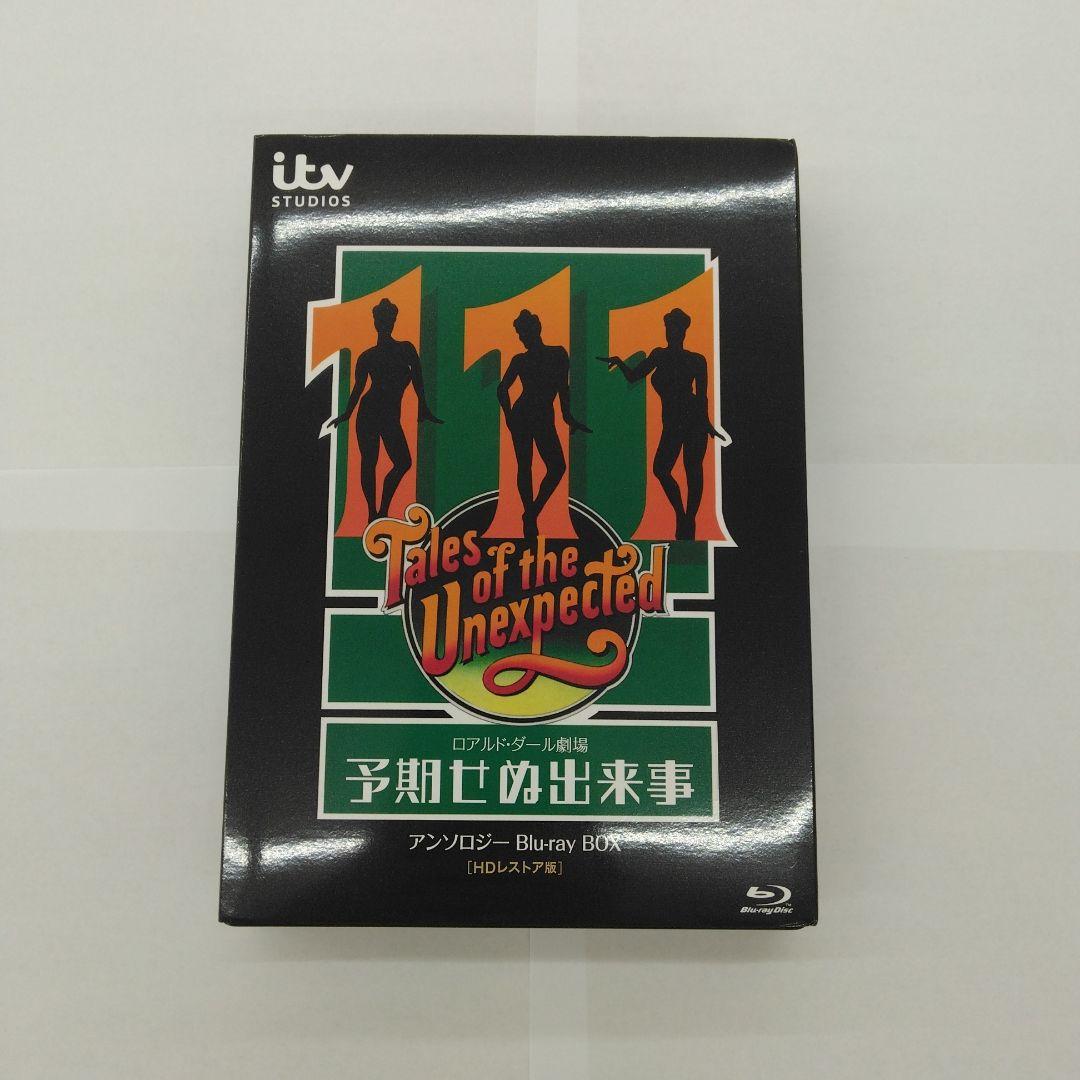 itv
STUDIOS
111
Tales
of the
Unexpected
ロアルド・ダール劇場
予期せぬ出来事
アンソロジー Blu-ray BOX
[HDレストア版]
Blu-ray Disc™